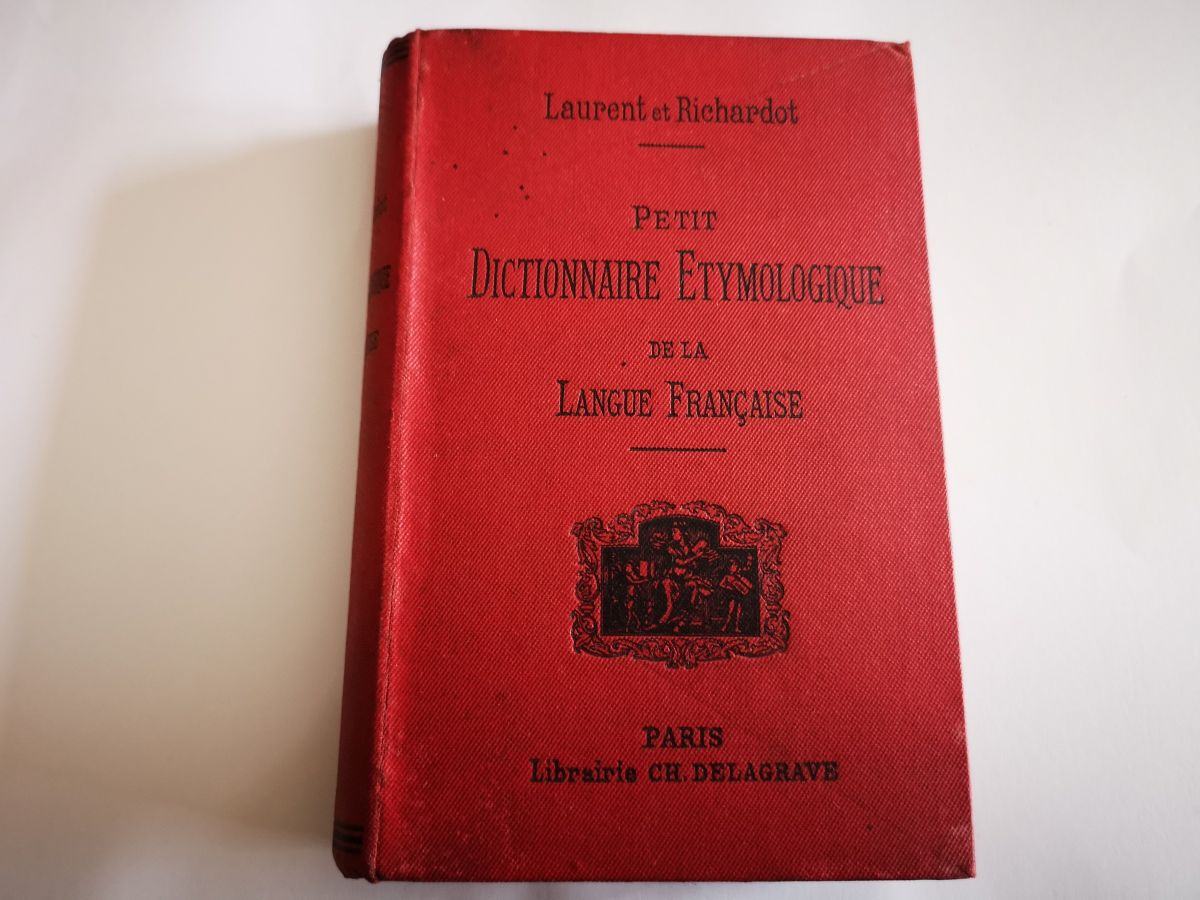 Laurent et Richardot
PETIT
DICTIONNAIRE ETYMOLOGIQUE
DE LA
LANGUE FRANÇAISE
PARIS
Librairie CH. DELAGRAVE